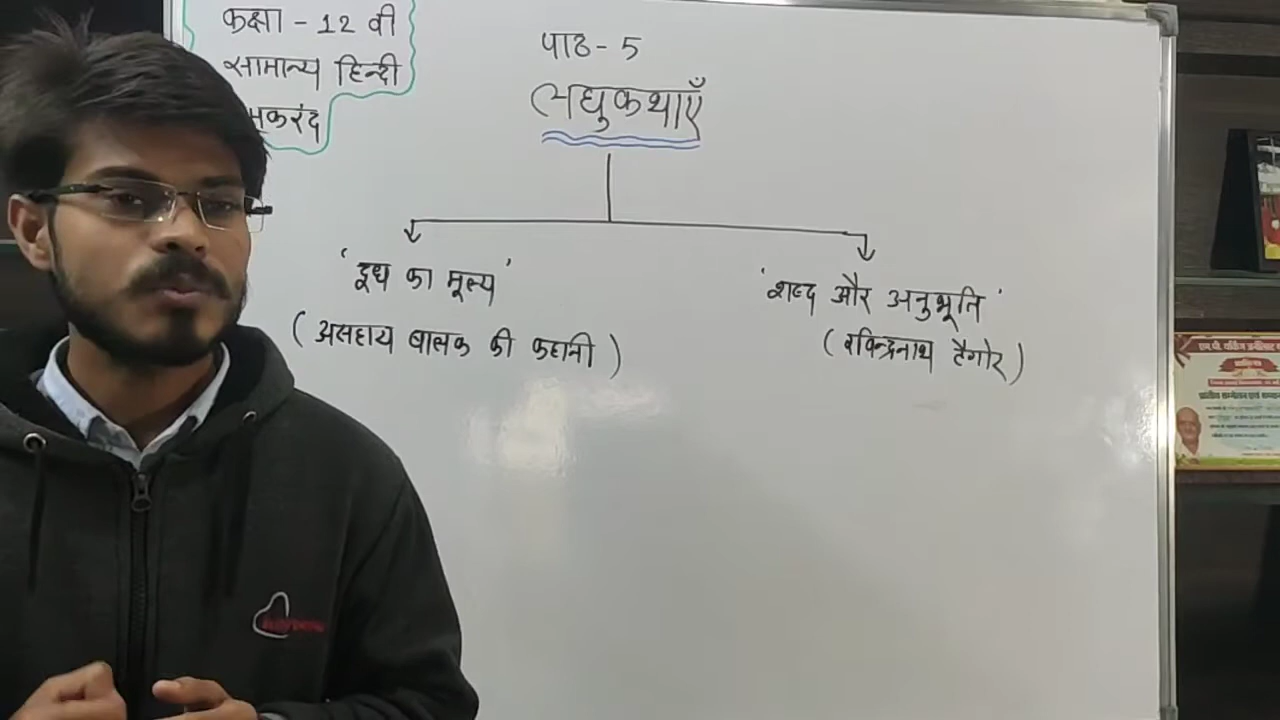 कक्षा - 12 वी
सामान्य हिन्दी
मकरंद
पाठ - 5
लघुकथाएँ
'दूध का मूल्य'
(असहाय बालक की कहानी)
'शब्द और अनुभूति'
(रविन्द्रनाथ टैगोर)